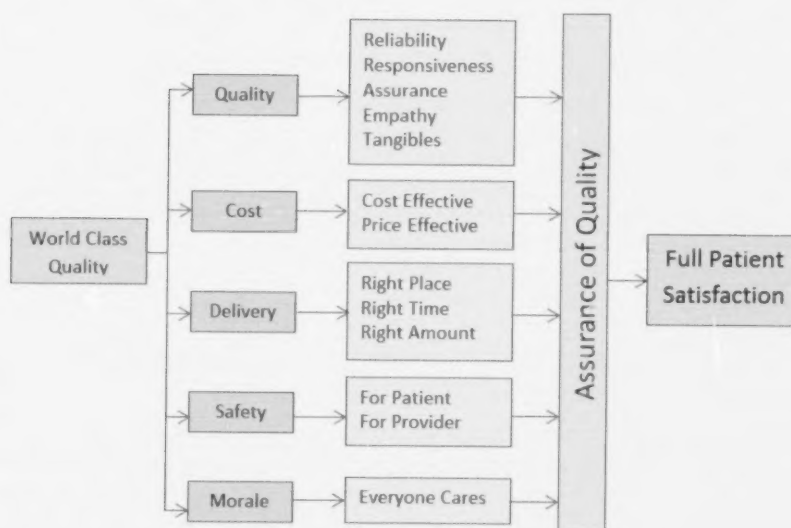 World Class
Quality
Quality
Reliability
Responsiveness
Assurance
Empathy
Tangibles
Cost
Cost Effective
Price Effective
Delivery
Right Place
Right Time
Right Amount
Safety
For Patient
For Provider
Morale
Everyone Cares
Assurance of Quality
Full Patient
Satisfaction